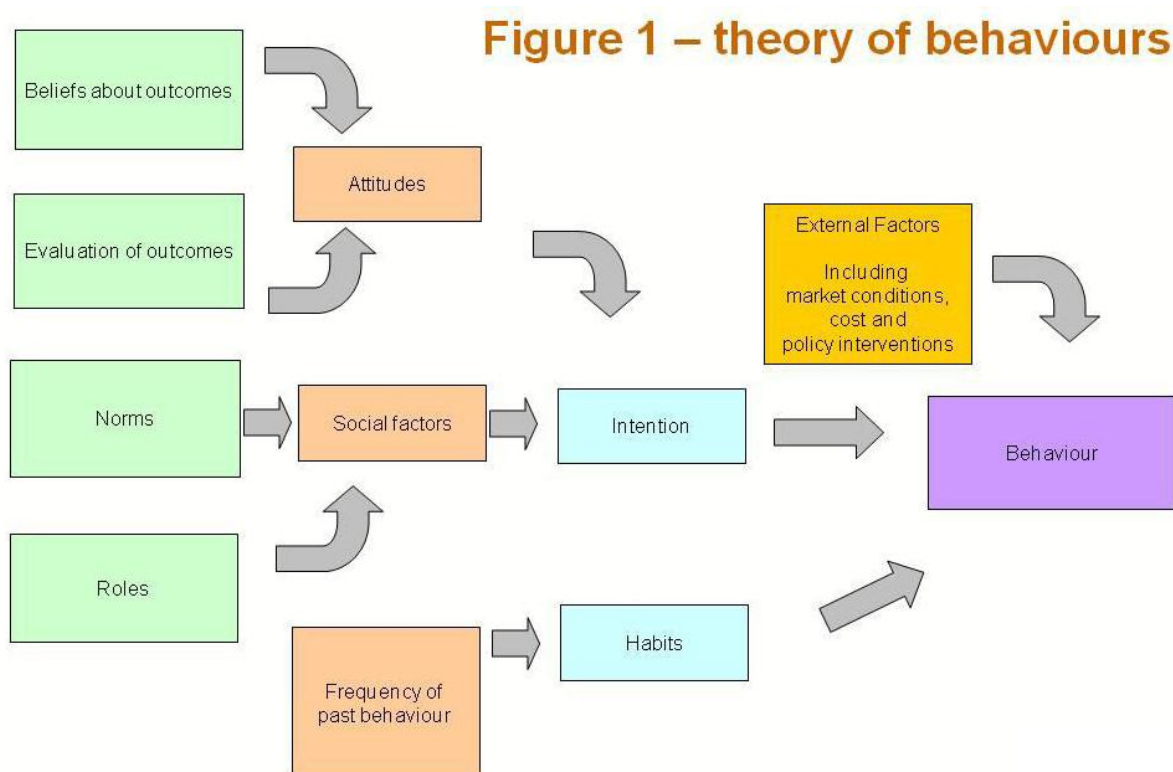 Figure 1 – theory of behaviours
Beliefs about outcomes
Attitudes
Evaluation of outcomes
External Factors
Including
market conditions,
cost and
policy interventions
Norms
Social factors
Intention
Behaviour
Roles
Habits
Frequency of
past behaviour